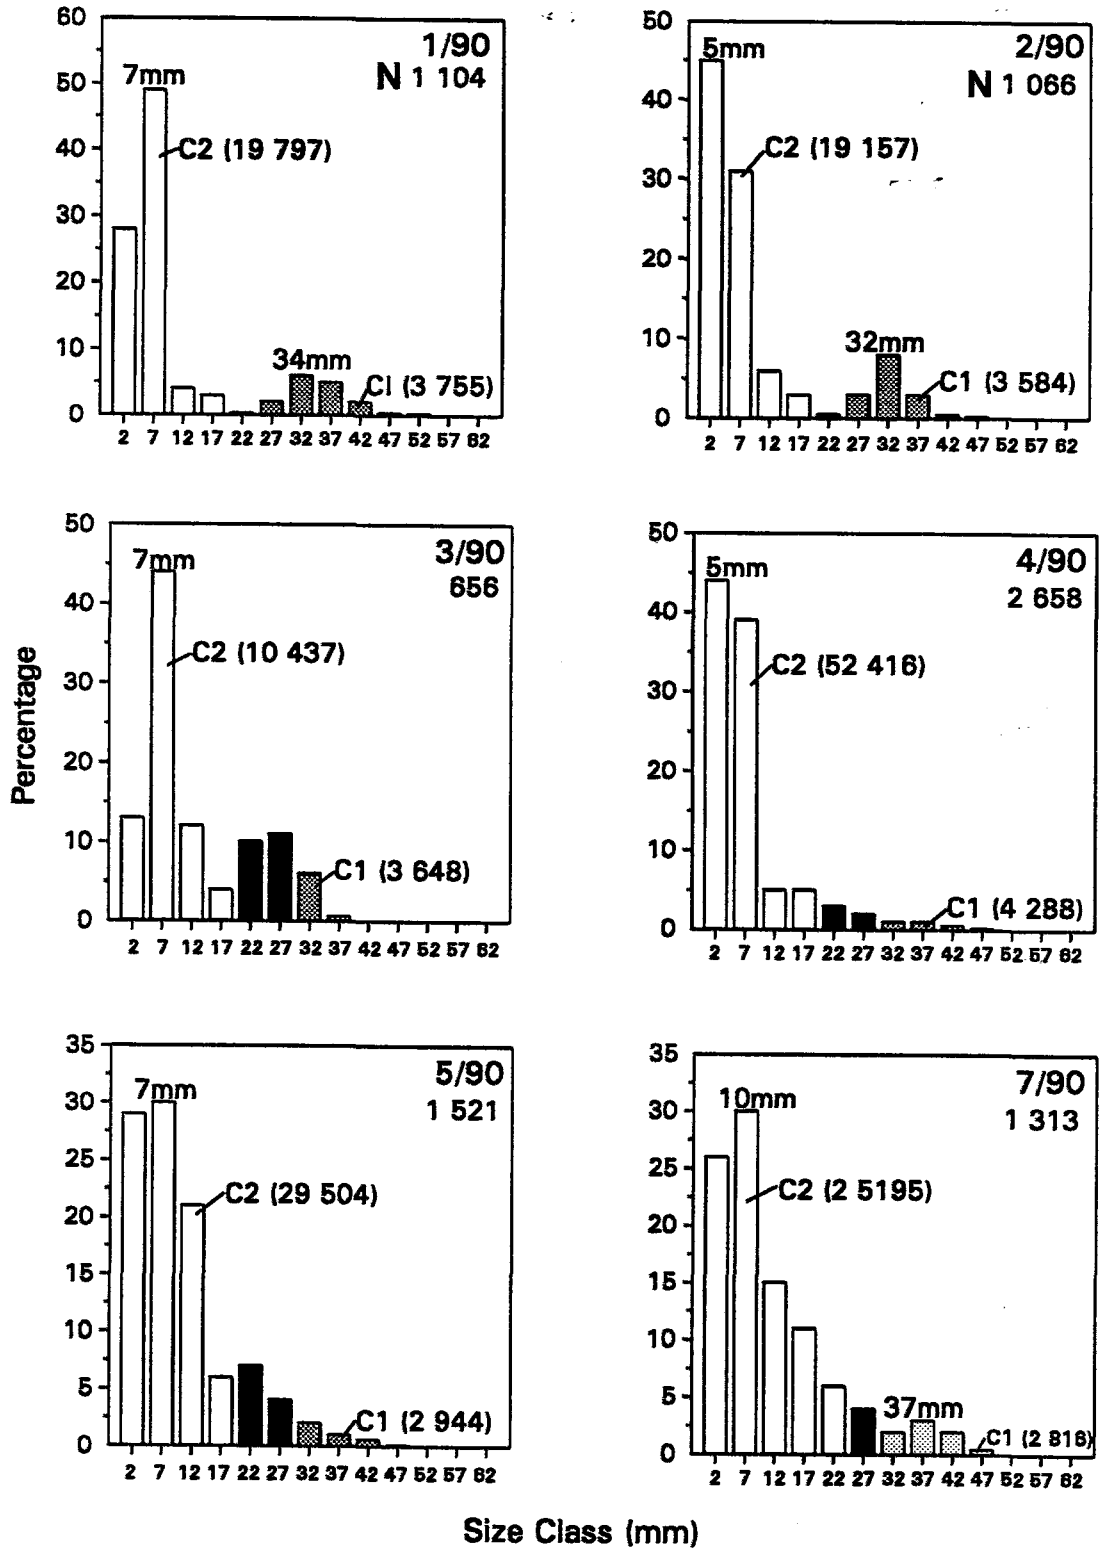 60
50
40
30
20
10
0
7mm
1/90
N 1 104
C2 (19 797)
34mm
Cl (3 755)
2 7 12 17 22 27 32 37 42 47 52 57 62
50
40
30
20
10
0
5mm
2/90
N 1 066
C2 (19 157)
32mm
C1 (3 584)
2 7 12 17 22 27 32 37 42 47 52 57 62
Percentage
50
40
30
20
10
0
7mm
3/90
656
C2 (10 437)
C1 (3 648)
2 7 12 17 22 27 32 37 42 47 52 57 62
50
40
30
20
10
0
5mm
4/90
2 658
C2 (52 416)
C1 (4 288)
2 7 12 17 22 27 32 37 42 47 52 57 62
35
30
25
20
15
10
5
0
7mm
5/90
1 521
C2 (29 504)
C1 (2 944)
2 7 12 17 22 27 32 37 42 47 52 57 62
35
30
25
20
15
10
5
0
10mm
7/90
1 313
C2 (2 5195)
37mm
C1 (2 816)
2 7 12 17 22 27 32 37 42 47 52 57 62
Size Class (mm)